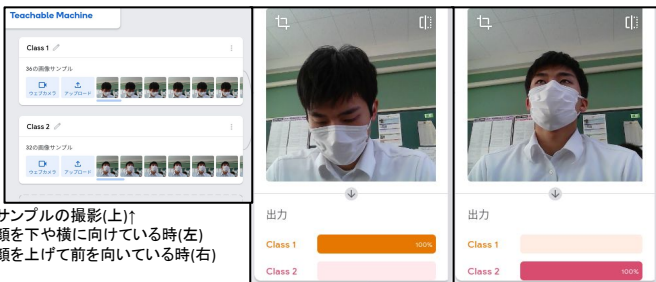 Teachable Machine
Class 1
36の画像サンプル
ウェブカメラ アップロード
Class 2
32の画像サンプル
ウェブカメラ アップロード
サンプルの撮影(上)↑
顔を下や横に向けている時(左)
顔を上げて前を向いている時(右)
出力
Class 1 100%
Class 2
出力
Class 1
Class 2 100%